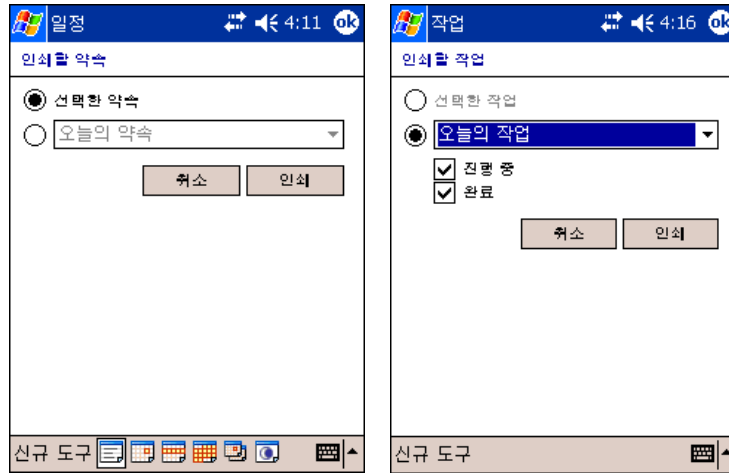 일정 4:11 ok
인쇄할 약속
선택한 약속
오늘의 약속
취소 인쇄
신규 도구
작업 4:16 ok
인쇄할 작업
선택한 작업
오늘의 작업
진행 중
완료
취소 인쇄
신규 도구